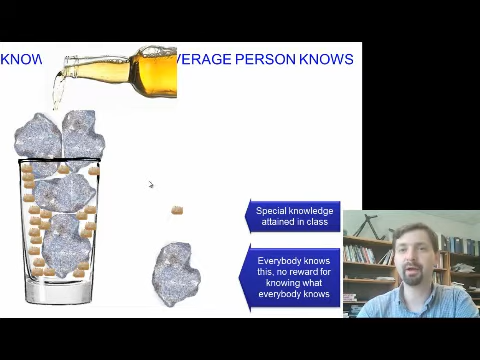 KNOW VERAGE PERSON KNOWS
Special knowledge
attained in class
Everybody knows
this, no reward for
knowing what
everybody knows